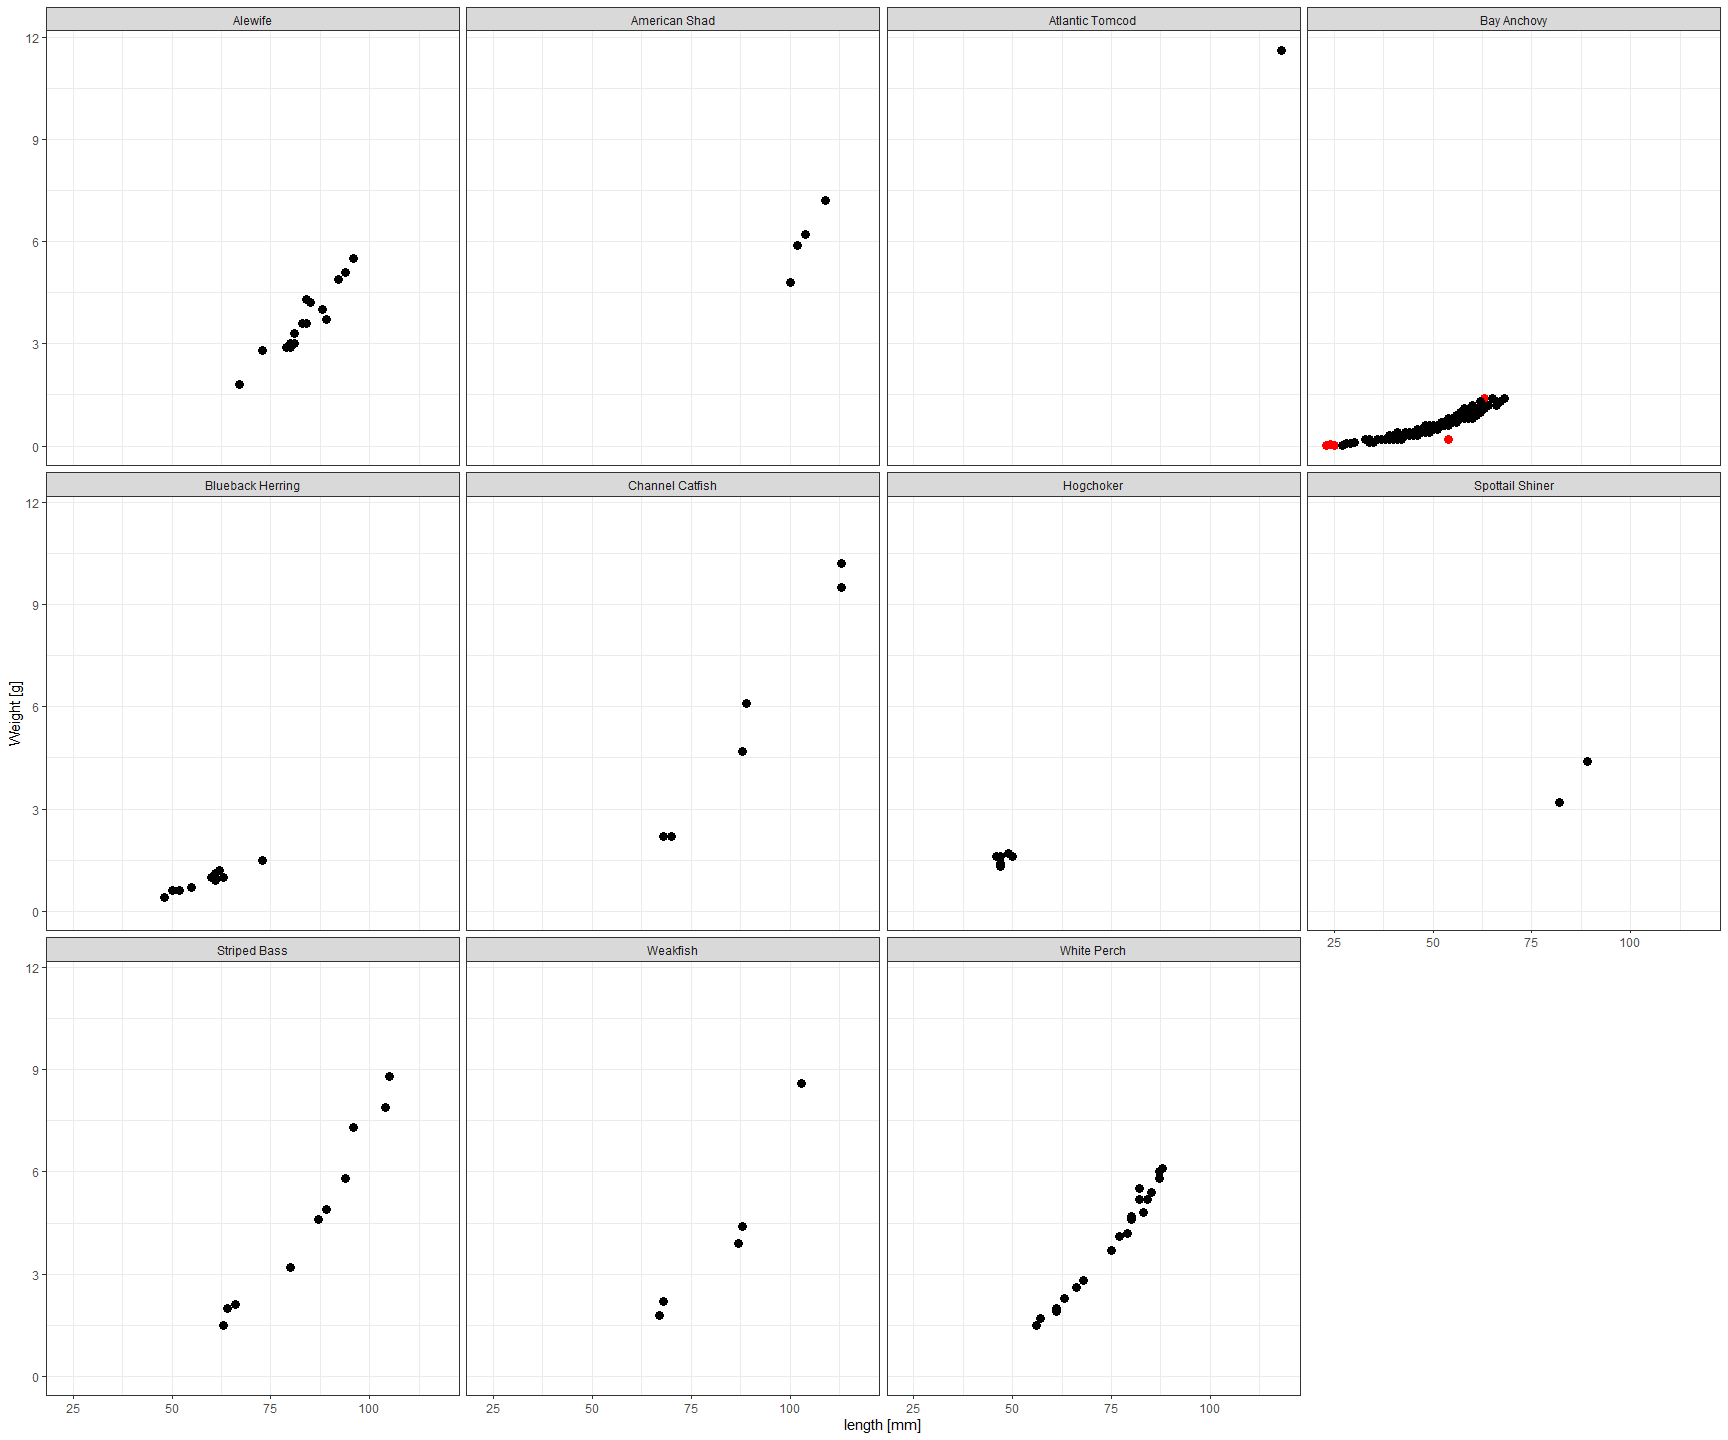 Alewife American Shad Atlantic Tomcod Bay Anchovy
12
9
6
3
0
Blueback Herring Channel Catfish Hogchoker Spottail Shiner
12
9
6
3
0
25 50 75 100
Striped Bass Weakfish White Perch
12
9
6
3
0
25 50 75 100 25 50 75 100 25 50 75 100
length [mm]
Weight [g]